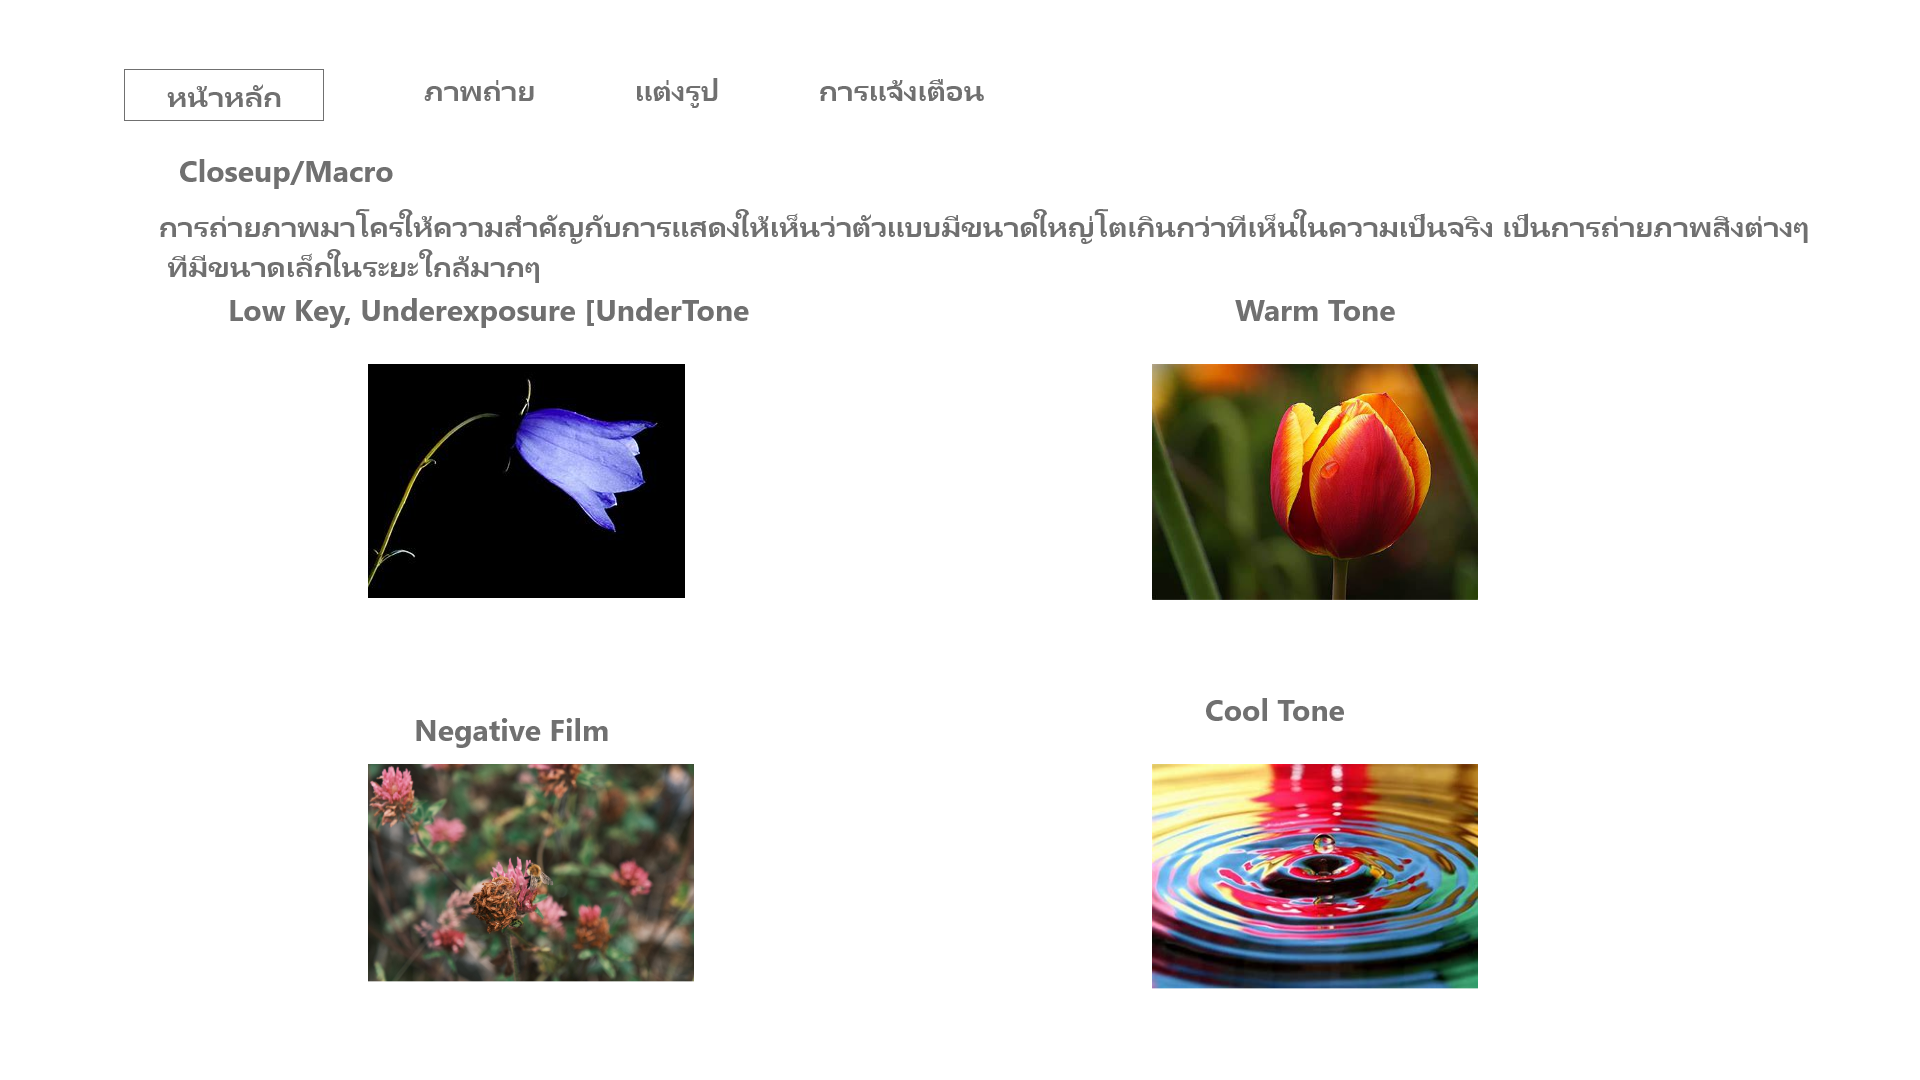 หน้าหลัก
ภาพถ่าย
แต่งรูป
การแจ้งเตือน
Closeup/Macro
การถ่ายภาพมาโครให้ความสำคัญกับการแสดงให้เห็นว่าตัวแบบมีขนาดใหญ่โตเกินกว่าที่เห็นในความเป็นจริง เป็นการถ่ายภาพสิ่งต่างๆ
ที่มีขนาดเล็กในระยะใกล้มากๆ
Low Key, Underexposure [UnderTone
Warm Tone
Negative Film
Cool Tone